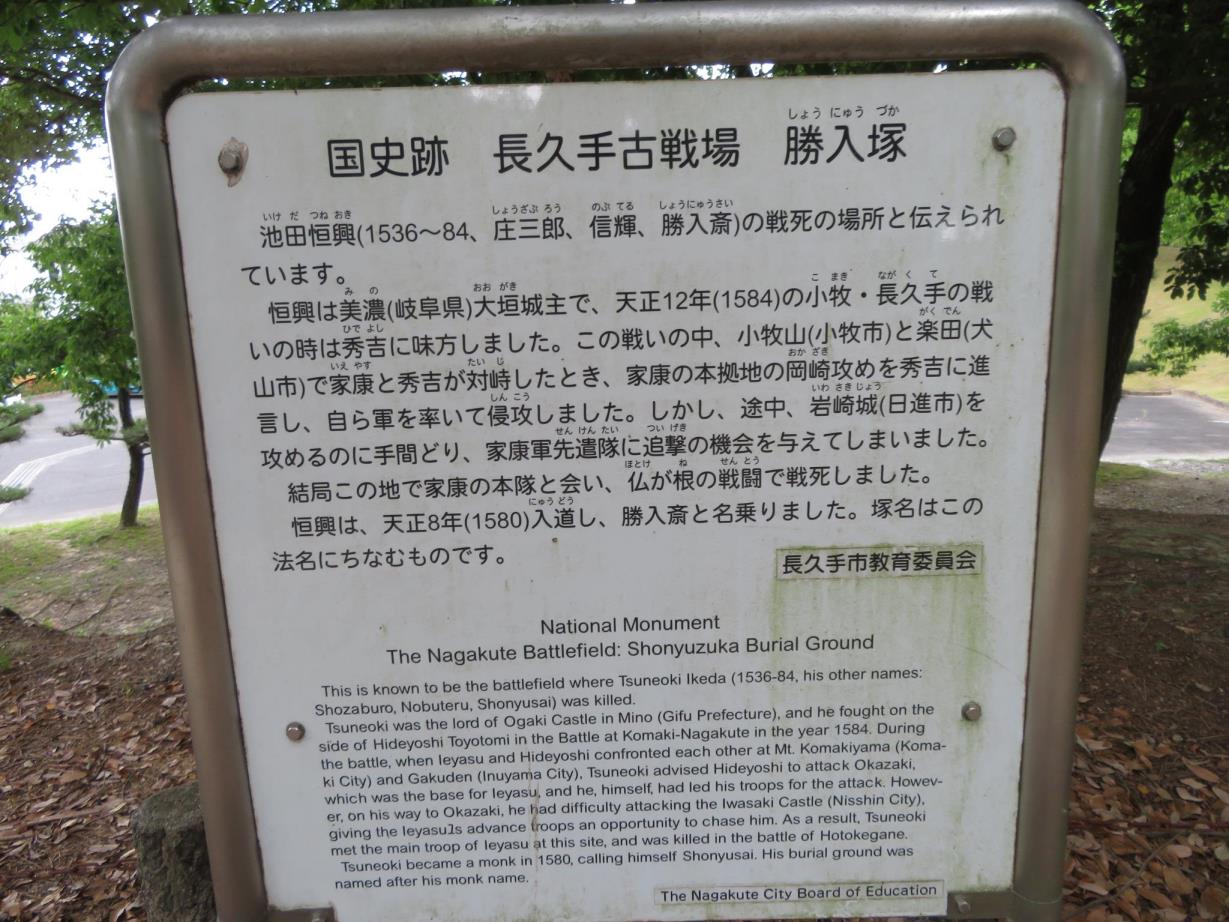 しょう にゅう づか
国史跡　長久手古戦場　勝入塚
いけ だ つね おき しょうざぶ ろう のぶ てる しょうにゅうさい
池田恒興(1536〜84、庄三郎、信輝、勝入斎)の戦死の場所と伝えられ
ています。
み の おお がき こ まき なが く て
恒興は美濃(岐阜県)大垣城主で、天正12年(1584)の小牧・長久手の戦
ひで よし がく でん
いの時は秀吉に味方しました。この戦いの中、小牧山(小牧市)と楽田(犬
いえ やす たい じ おか ざき
山市)で家康と秀吉が対峙したとき、家康の本拠地の岡崎攻めを秀吉に進
しん こう いわ さき じょう
言し、自ら軍を率いて侵攻しました。しかし、途中、岩崎城(日進市)を
せん けん たい つい げき
攻めるのに手間どり、家康軍先遣隊に追撃の機会を与えてしまいました。
ほとけ ね せん とう
結局この地で家康の本隊と会い、仏が根の戦闘で戦死しました。
にゅう どう
恒興は、天正8年(1580)入道し、勝入斎と名乗りました。塚名はこの
法名にちなむものです。
長久手市教育委員会
National Monument
The Nagakute Battlefield: Shonyuzuka Burial Ground
This is known to be the battlefield where Tsuneoki Ikeda (1536-84, his other names:
Shozaburo, Nobuteru, Shonyusai) was killed.
Tsuneoki was the lord of Ogaki Castle in Mino (Gifu Prefecture), and he fought on the
side of Hideyoshi Toyotomi in the Battle at Komaki-Nagakute in the year 1584. During
the battle, when Ieyasu and Hideyoshi confronted each other at Mt. Komakiyama (Koma-
ki City) and Gakuden (Inuyama City), Tsuneoki advised Hideyoshi to attack Okazaki,
which was the base for Ieyasu, and he, himself, had led his troops for the attack. Howev-
er, on his way to Okazaki, he had difficulty attacking the Iwasaki Castle (Nisshin City),
giving the Ieyasu1s advance troops an opportunity to chase him. As a result, Tsuneoki
met the main troop of Ieyasu at this site, and was killed in the battle of Hotokegane.
Tsuneoki became a monk in 1580, calling himself Shonyusai. His burial ground was
named after his monk name.
The Nagakute City Board of Education